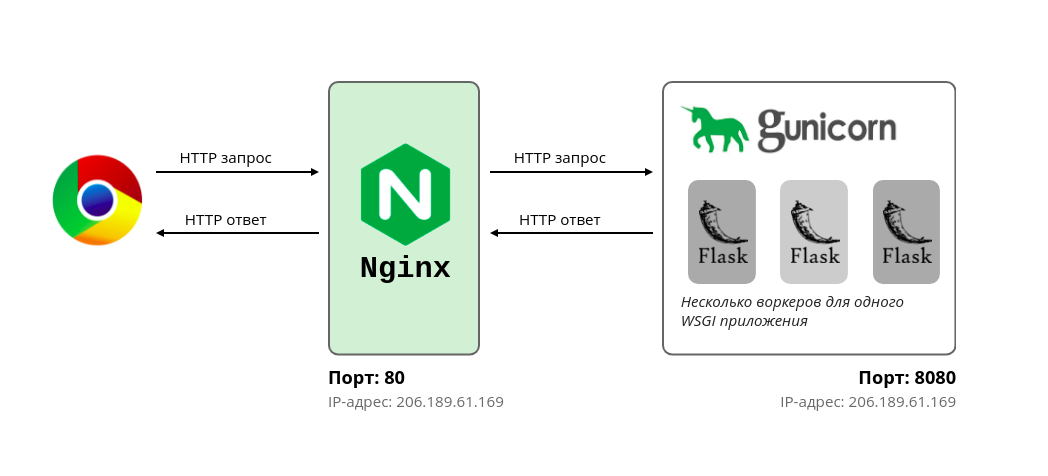 gunicorn
HTTP запрос
HTTP запрос
HTTP ответ
HTTP ответ
Nginx
Flask
Flask
Flask
Несколько воркеров для одного
WSGI приложения
Порт: 80
IP-адрес: 206.189.61.169
Порт: 8080
IP-адрес: 206.189.61.169